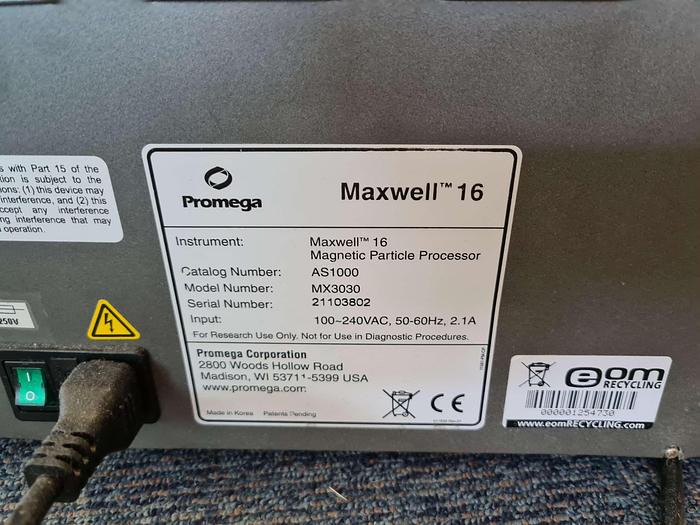 s with Part 15 of the
tion is subject to the
ions: (1) this device may
interference, and (2) this
ccept any interference
ng interference that may
operation.
250V
I
O
Promega
Maxwell™ 16
Instrument: Maxwell™ 16
Magnetic Particle Processor
Catalog Number: AS1000
Model Number: MX3030
Serial Number: 21103802
Input: 100~240VAC, 50-60Hz, 2.1A
For Research Use Only. Not for Use in Diagnostic Procedures.
Promega Corporation
2800 Woods Hollow Road
Madison, WI 53711-5399 USA
www.promega.com
Made in Korea Patents Pending
CE
eom
RECYCLING
000001254730
www.eomRECYCLING.com